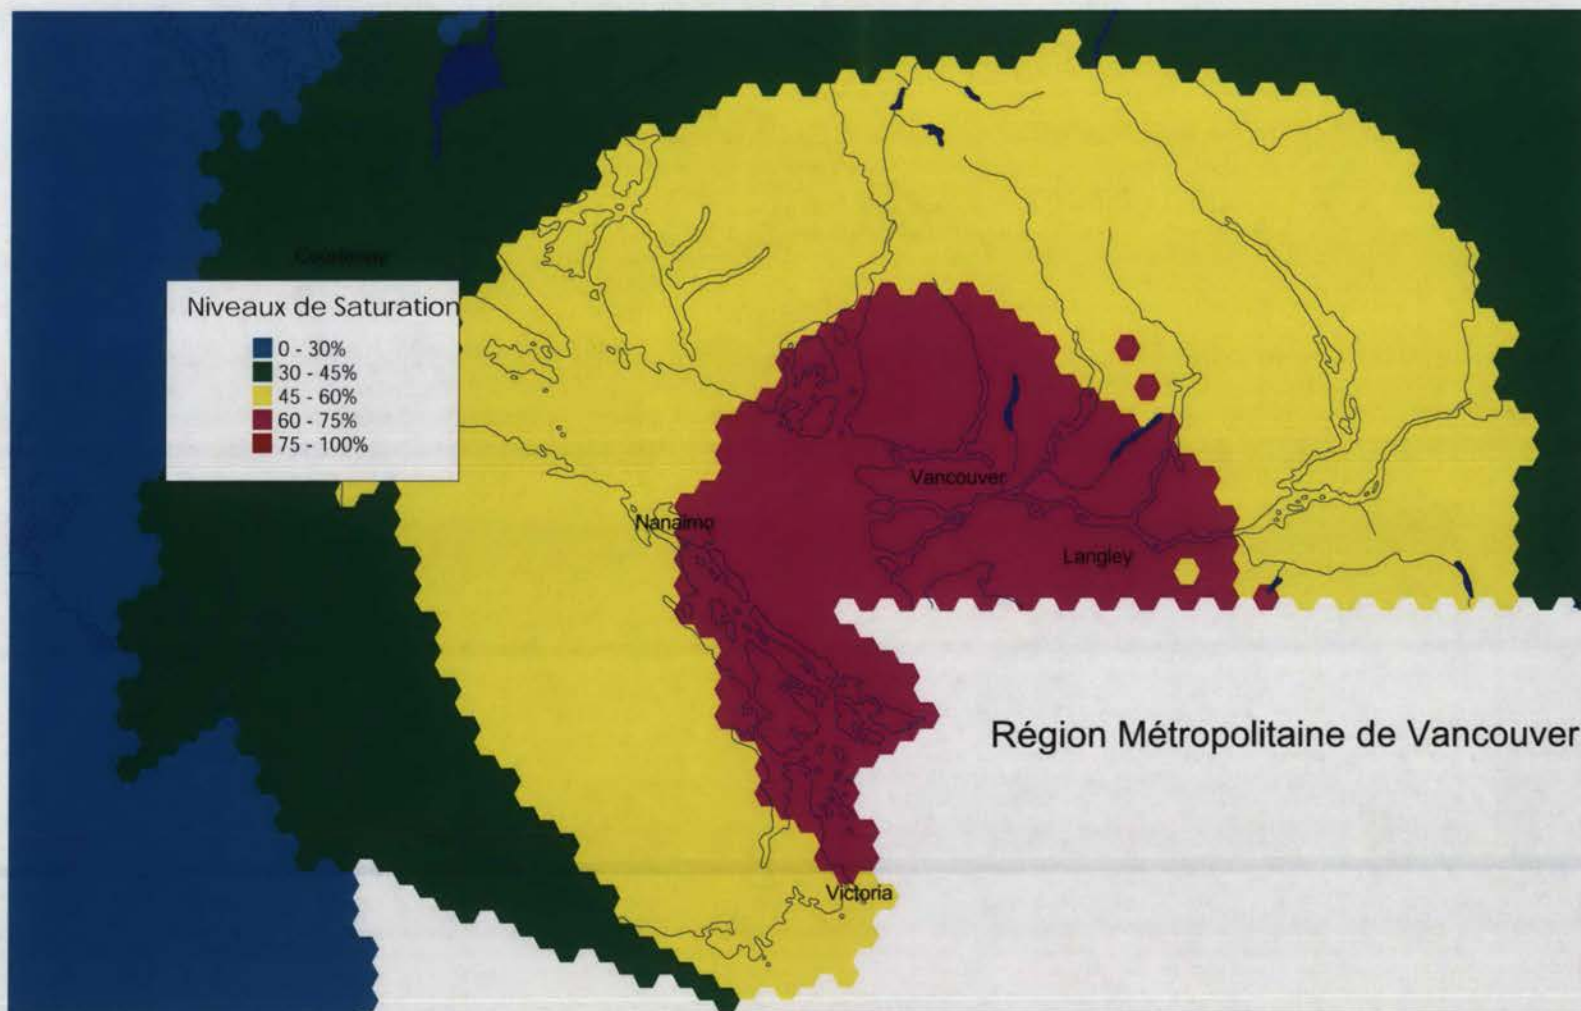 Courtenay
Niveaux de Saturation
0 - 30%
30 - 45%
45 - 60%
60 - 75%
75 - 100%
Vancouver
Nanaimo
Langley
Région Métropolitaine de Vancouver
Victoria